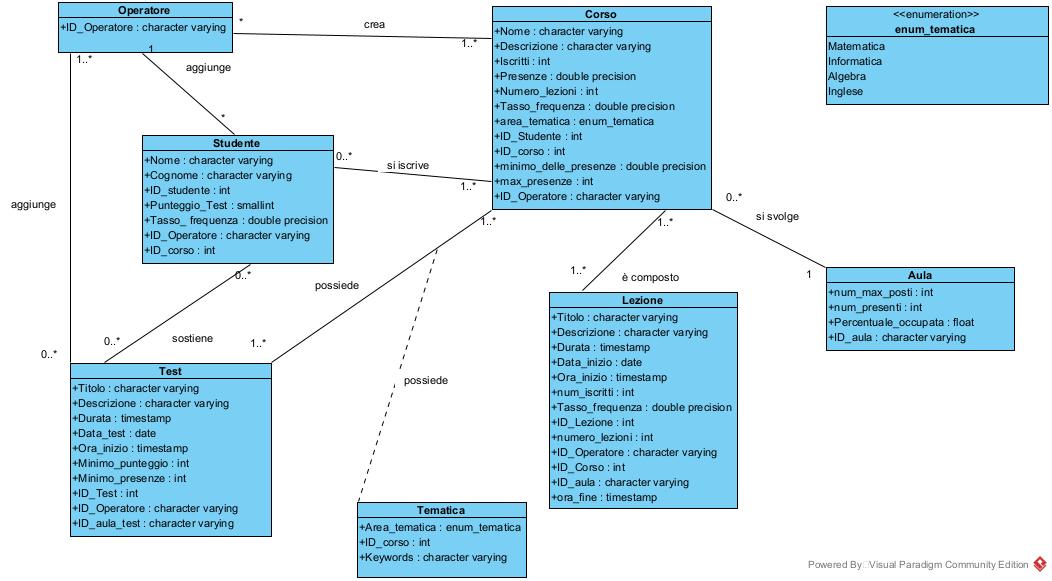 Operatore
+ID_Operatore : character varying
1
1..*
*
crea
1..*
aggiunge
*
aggiunge
0..*
Corso
+Nome : character varying
+Descrizione : character varying
+Iscritti : int
+Presenze : double precision
+Numero_lezioni : int
+Tasso_frequenza : double precision
+area_tematica : enum_tematica
+ID_Studente : int
+ID_corso : int
+minimo_delle_presenze : double precision
+max_presenze : int
+ID_Operatore : character varying
<<enumeration>>
enum_tematica
Matematica
Informatica
Algebra
Inglese
Studente
+Nome : character varying
+Cognome : character varying
+ID_studente : int
+Punteggio_Test : smallint
+Tasso_ frequenza : double precision
+ID_Operatore : character varying
+ID_corso : int
0..*
si iscrive
1..*
0..*
sostiene
0..*
1..*
possiede
1..*
possiede
1..*
1..*
è composto
0..*
si svolge
1
Aula
+num_max_posti : int
+num_presenti : int
+Percentuale_occupata : float
+ID_aula : character varying
Lezione
+Titolo : character varying
+Descrizione : character varying
+Durata : timestamp
+Data_inizio : date
+Ora_inizio : timestamp
+num_iscritti : int
+Tasso_frequenza : double precision
+ID_Lezione : int
+numero_lezioni : int
+ID_Operatore : character varying
+ID_Corso : int
+ID_aula : character varying
+ora_fine : timestamp
Test
+Titolo : character varying
+Descrizione : character varying
+Durata : timestamp
+Data_test : date
+Ora_inizio : timestamp
+Minimo_punteggio : int
+Minimo_presenze : int
+ID_Test : int
+ID_Operatore : character varying
+ID_aula_test : character varying
Tematica
+Area_tematica : enum_tematica
+ID_corso : int
+Keywords : character varying
Powered By Visual Paradigm Community Edition